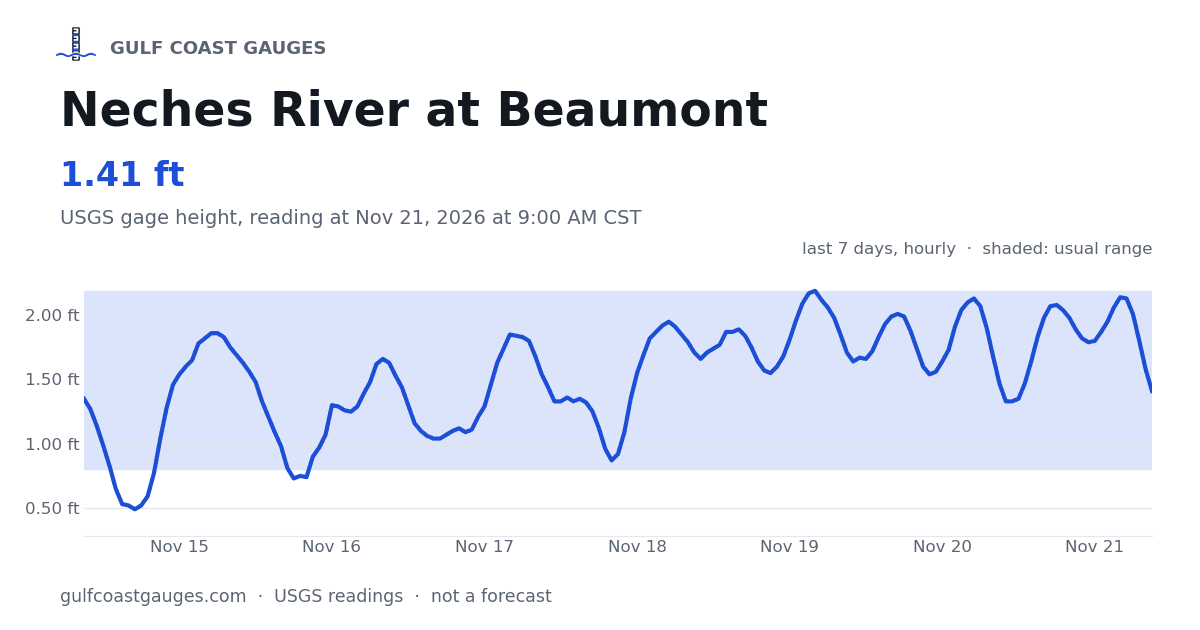 GULF COAST GAUGES
Neches River at Beaumont
1.41 ft
USGS gage height, reading at Nov 21, 2026 at 9:00 AM CST
last 7 days, hourly · shaded: usual range
2.00 ft
1.50 ft
1.00 ft
0.50 ft
Nov 15 Nov 16 Nov 17 Nov 18 Nov 19 Nov 20 Nov 21
gulfcoastgauges.com · USGS readings · not a forecast